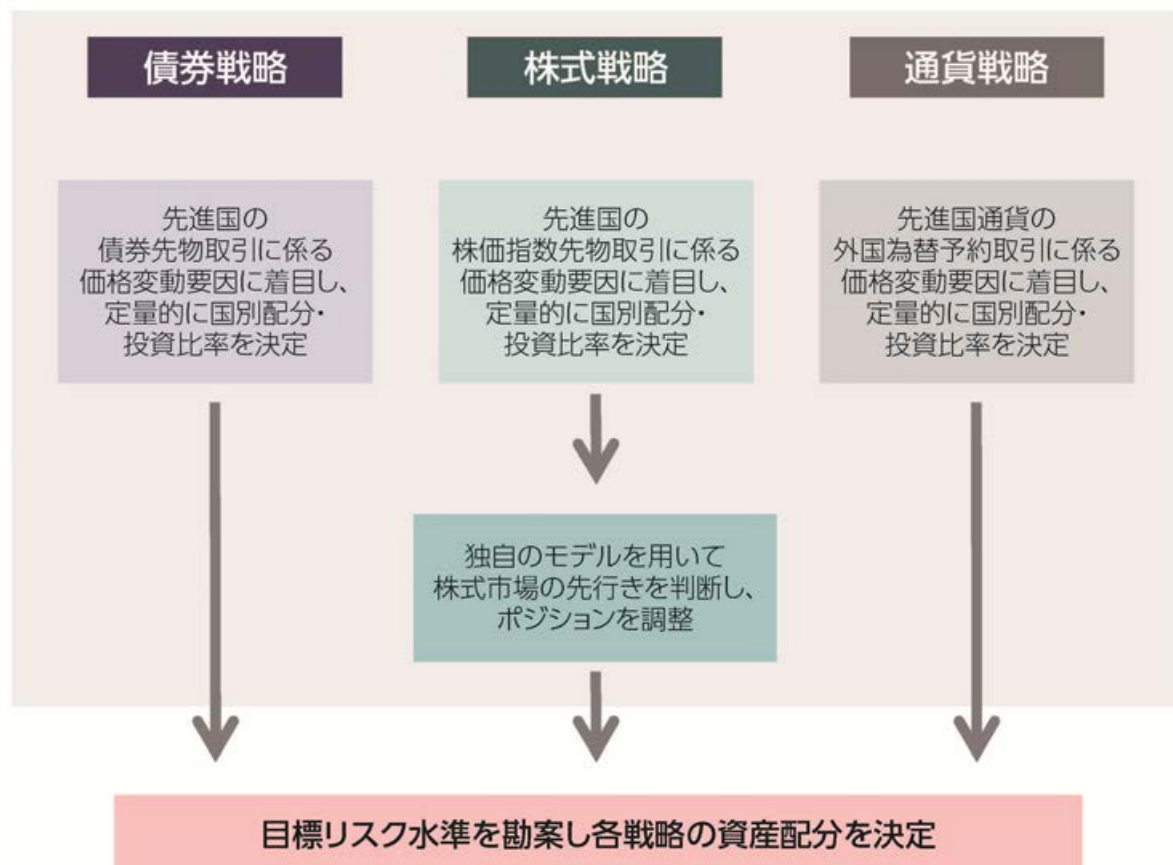 債券戦略
株式戦略
通貨戦略
先進国の
債券先物取引に係る
価格変動要因に着目し、
定量的に国別配分・
投資比率を決定
先進国の
株価指数先物取引に係る
価格変動要因に着目し、
定量的に国別配分・
投資比率を決定
先進国通貨の
外国為替予約取引に係る
価格変動要因に着目し、
定量的に国別配分・
投資比率を決定
独自のモデルを用いて
株式市場の先行きを判断し、
ポジションを調整
目標リスク水準を勘案し各戦略の資産配分を決定